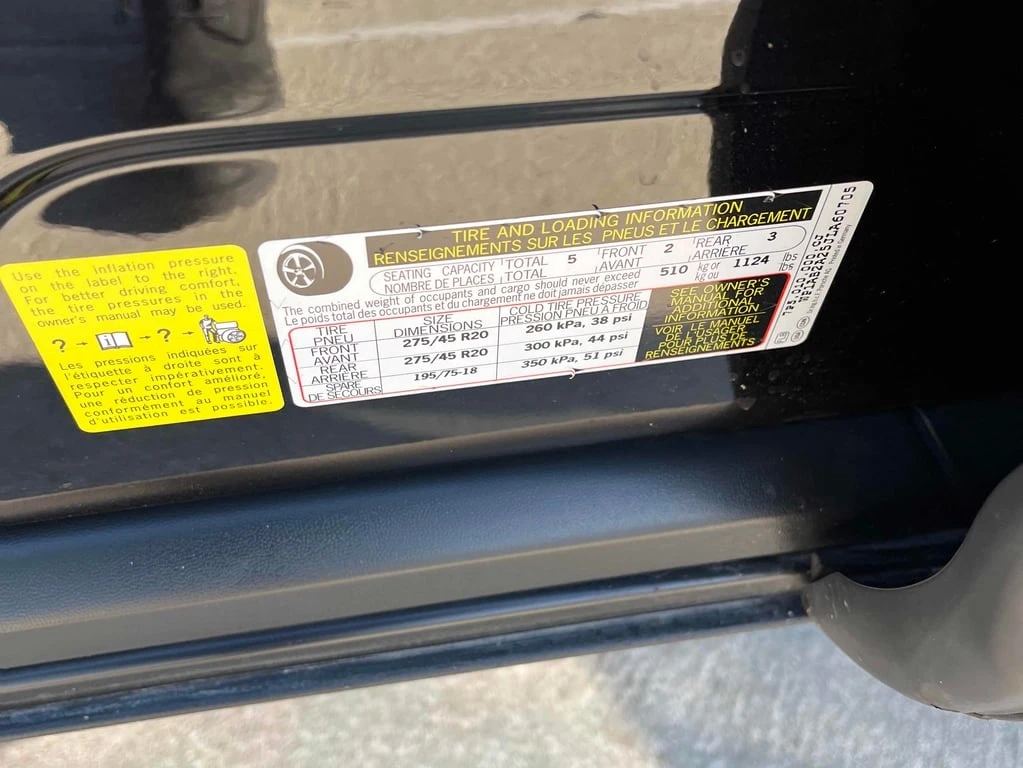 Use the inflation pressure
on the label to the right.
For better driving comfort,
the tire pressures in the
owner's manual may be used.
? → i → ?
Les pressions indiquées sur
l'étiquette à droite sont à
respecter impérativement.
Pour un confort amélioré,
une réduction de pression
conformément au manuel
d'utilisation est possible.
TIRE AND LOADING INFORMATION
RENSEIGNEMENTS SUR LES PNEUS ET LE CHARGEMENT
SEATING CAPACITY TOTAL 5 FRONT 2 REAR 3
NOMBRE DE PLACES TOTAL AVANT ARRIÈRE
The combined weight of occupants and cargo should never exceed 510 kg or 1124 lbs
Le poids total des occupants et du chargement ne doit jamais dépasser kg ou lbs
TIRE SIZE COLD TIRE PRESSURE
PNEU DIMENSIONS PRESSION PNEU À FROID
FRONT 275/45 R20 260 kPa, 38 psi
AVANT
REAR 275/45 R20 300 kPa, 44 psi
ARRIÈRE
SPARE 195/75-18 350 kPa, 51 psi
DE SECOURS
SEE OWNER'S
MANUAL FOR
ADDITIONAL
INFORMATION
VOIR LE MANUEL
DE L'USAGER
POUR PLUS DE
RENSEIGNEMENTS